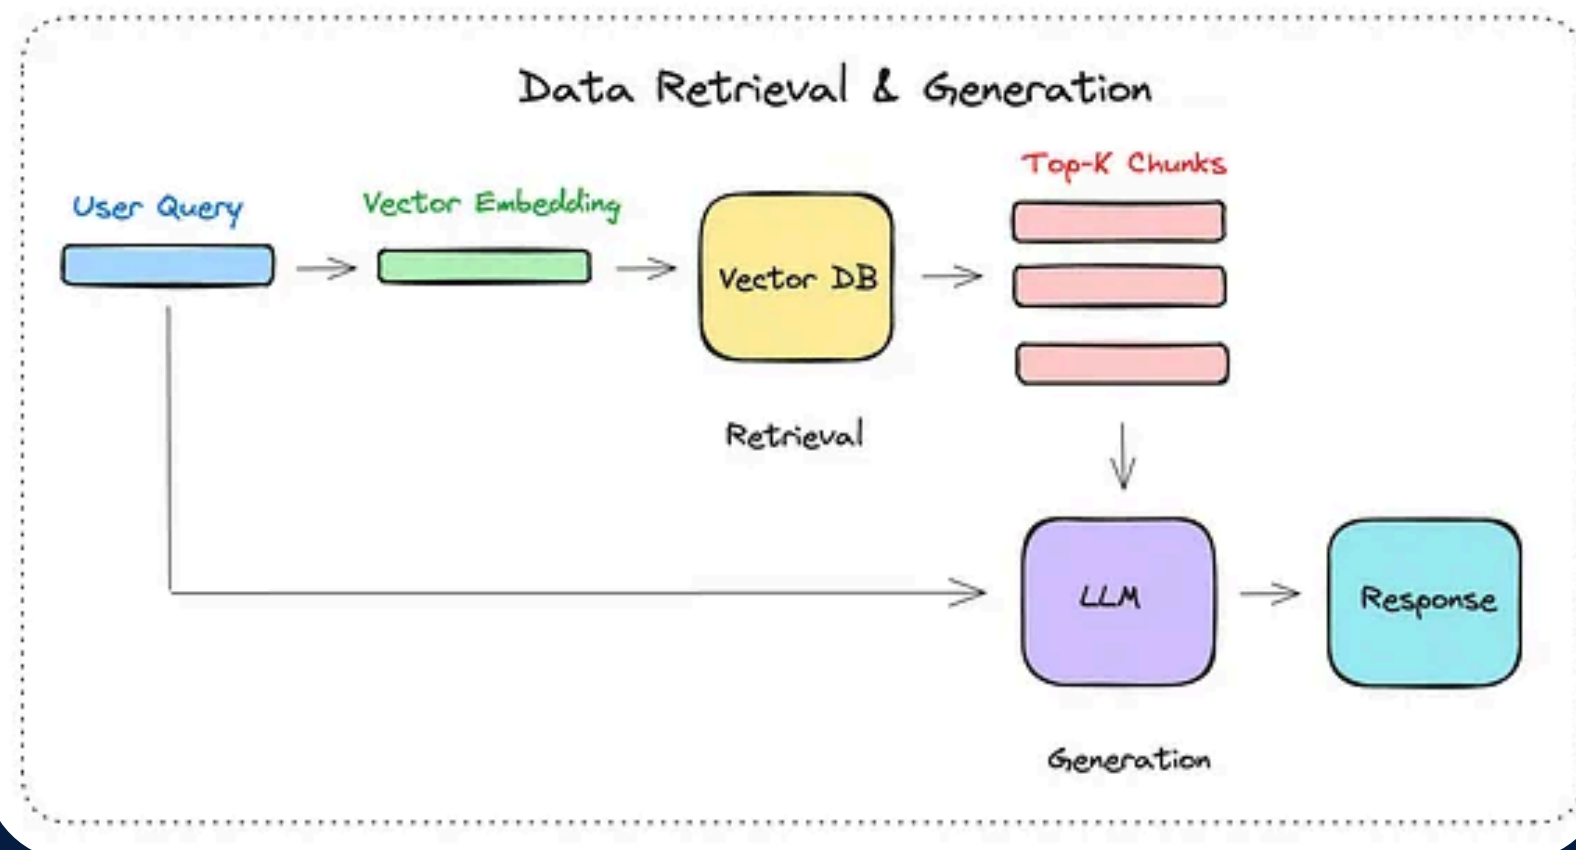 Data Retrieval & Generation
User Query
Vector Embedding
Vector DB
Top-K Chunks
Retrieval
LLM
Response
Generation